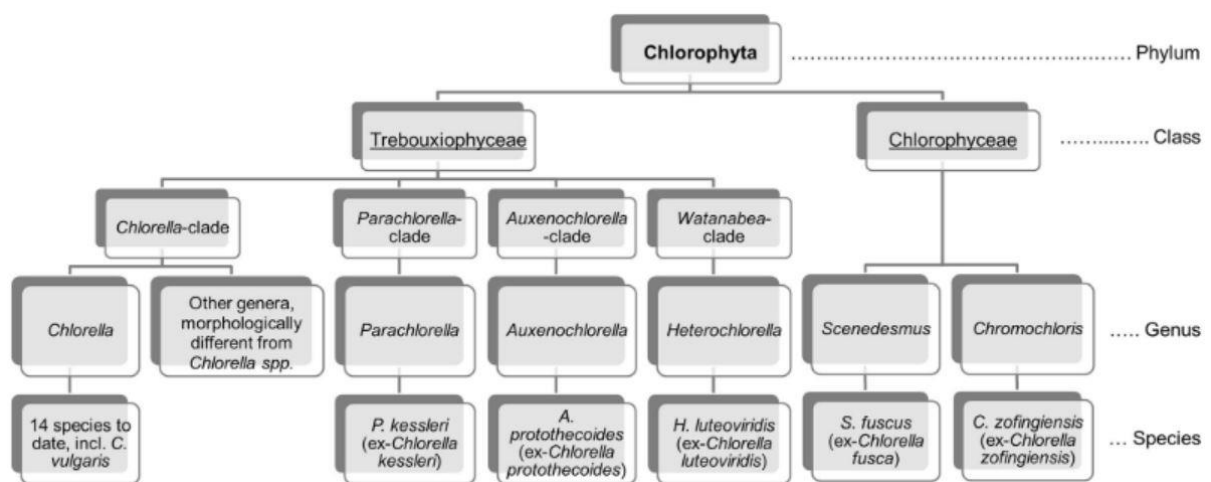 Chlorophyta
.................................................... Phylum
Trebouxiophyceae
Chlorophyceae
.............. Class
Chlorella-clade
Parachlorella-
clade
Auxenochlorella
-clade
Watanabea-
clade
Chlorella
Other genera,
morphologically
different from
Chlorella spp.
Parachlorella
Auxenochlorella
Heterochlorella
Scenedesmus
Chromochloris
..... Genus
14 species to
date, incl. C.
vulgaris
P. kessleri
(ex-Chlorella
kessleri)
A.
protothecoides
(ex-Chlorella
protothecoides)
H. luteoviridis
(ex-Chlorella
luteoviridis)
S. fuscus
(ex-Chlorella
fusca)
C. zofingiensis
(ex-Chlorella
zofingiensis)
... Species